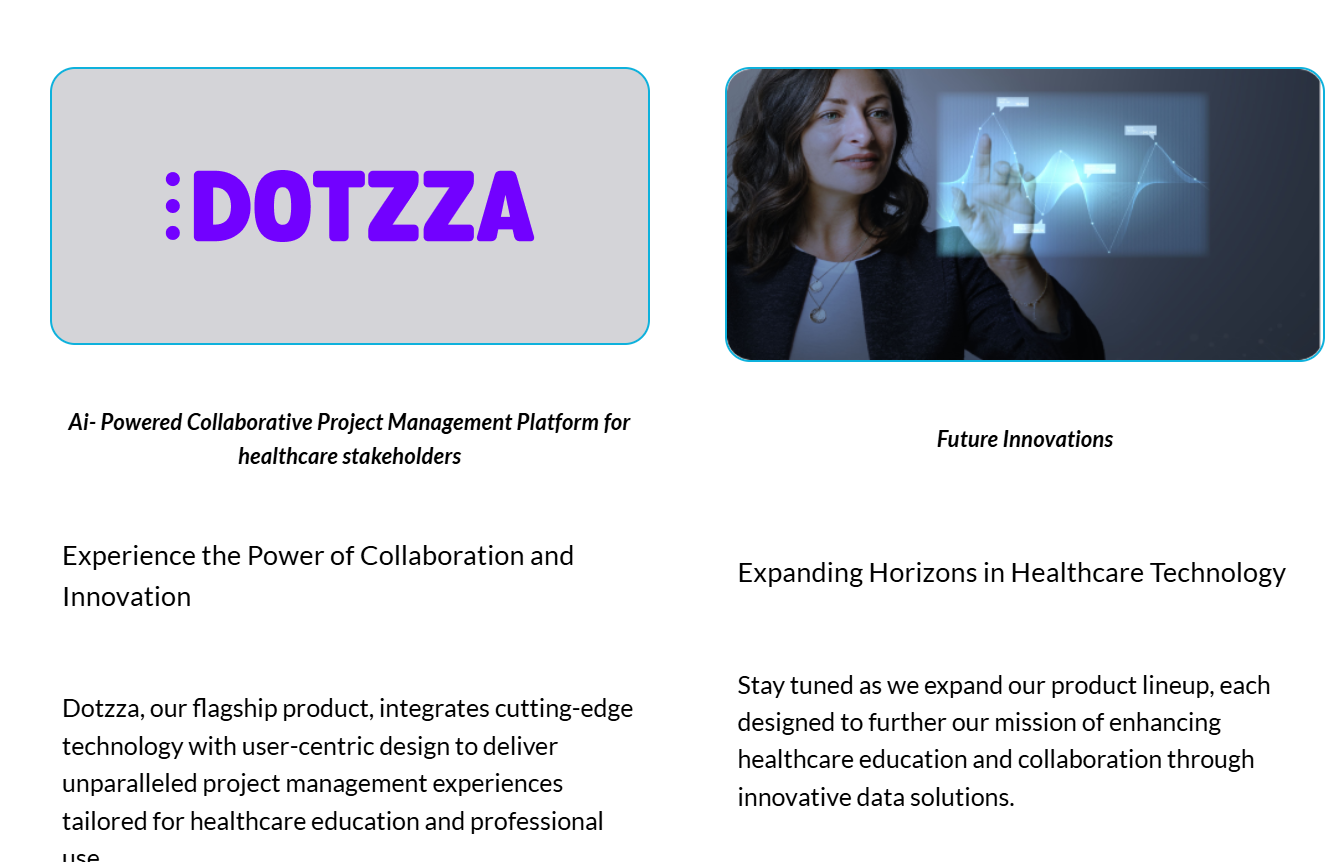 DOTZZA
Ai- Powered Collaborative Project Management Platform for
healthcare stakeholders
Experience the Power of Collaboration and
Innovation
Dotzza, our flagship product, integrates cutting-edge
technology with user-centric design to deliver
unparalleled project management experiences
tailored for healthcare education and professional
use.
Future Innovations
Expanding Horizons in Healthcare Technology
Stay tuned as we expand our product lineup, each
designed to further our mission of enhancing
healthcare education and collaboration through
innovative data solutions.